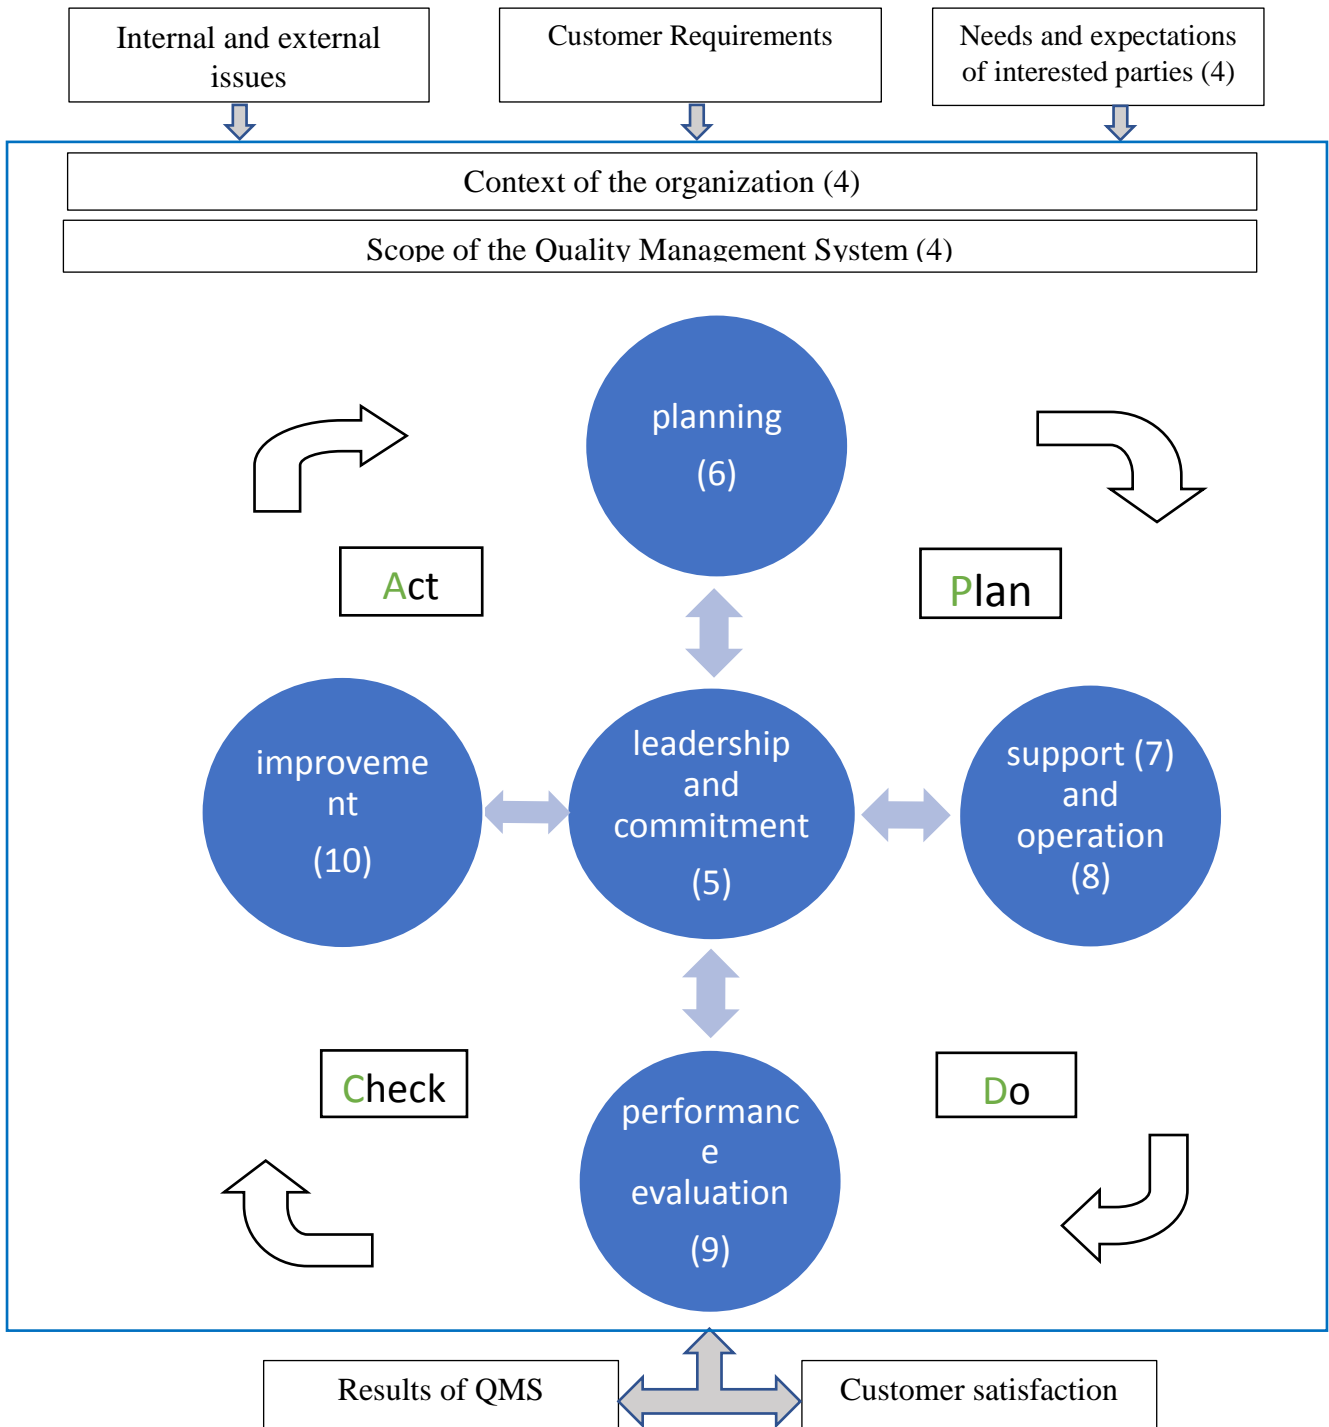 Internal and external
issues
Customer Requirements
Needs and expectations
of interested parties (4)
Context of the organization (4)
Scope of the Quality Management System (4)
planning
(6)
Act
Plan
improveme
nt
(10)
leadership
and
commitment
(5)
support (7)
and
operation
(8)
Check
Do
performanc
e
evaluation
(9)
Results of QMS
Customer satisfaction